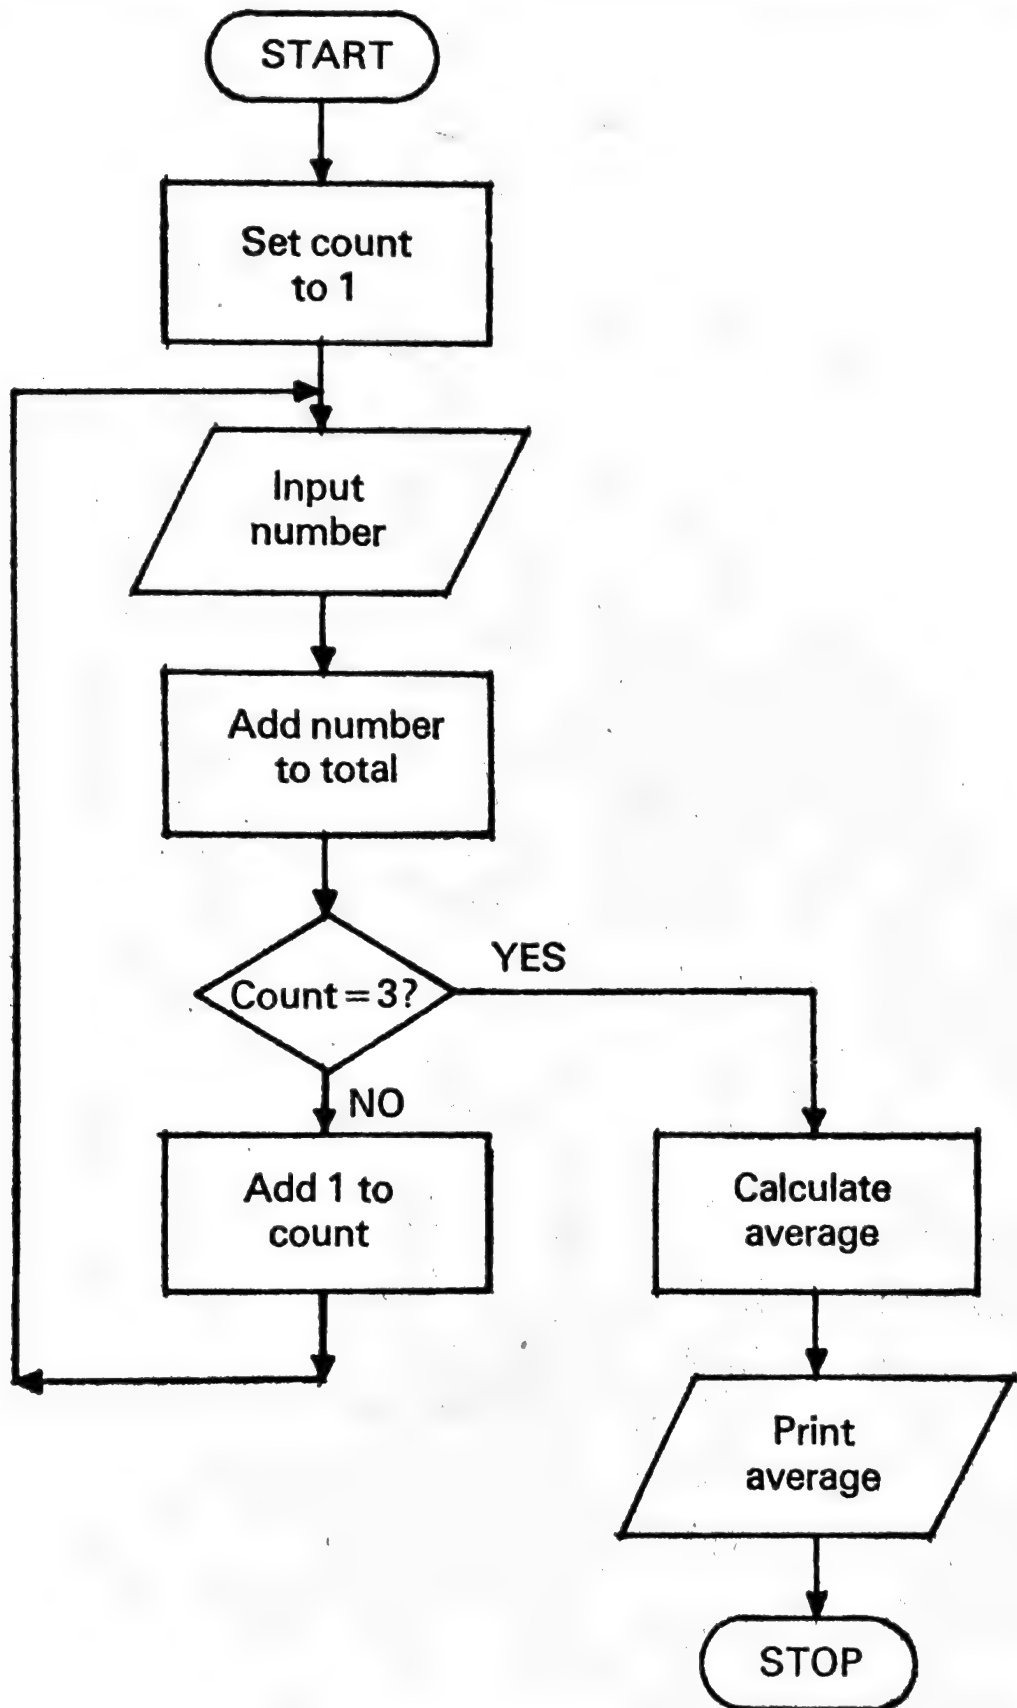 START
Set count
to 1
Input
number
Add number
to total
Count = 3?
YES
NO
Add 1 to
count
Calculate
average
Print
average
STOP